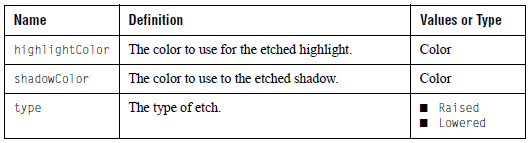 Name Definition Values or Type
highlightColor The color to use for the etched highlight. Color
shadowColor The color to use to the etched shadow. Color
type The type of etch. ■ Raised
■ Lowered